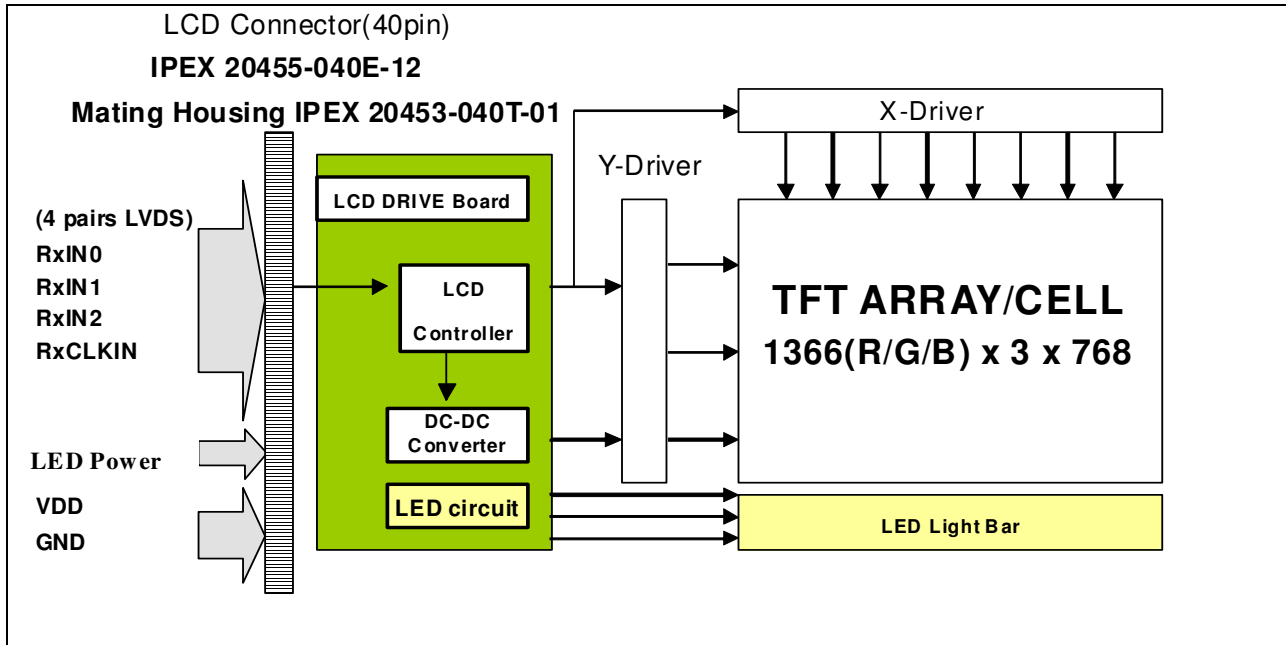 LCD Connector(40pin)
IPEX 20455-040E-12
Mating Housing IPEX 20453-040T-01
X-Driver
Y-Driver
LCD DRIVE Board
(4 pairs LVDS)
RxIN0
RxIN1
RxIN2
RxCLKIN
LCD
Controller
TFT ARRAY/CELL
1366(R/G/B) x 3 x 768
DC-DC
Converter
LED Power
VDD
GND
LED circuit
LED Light Bar